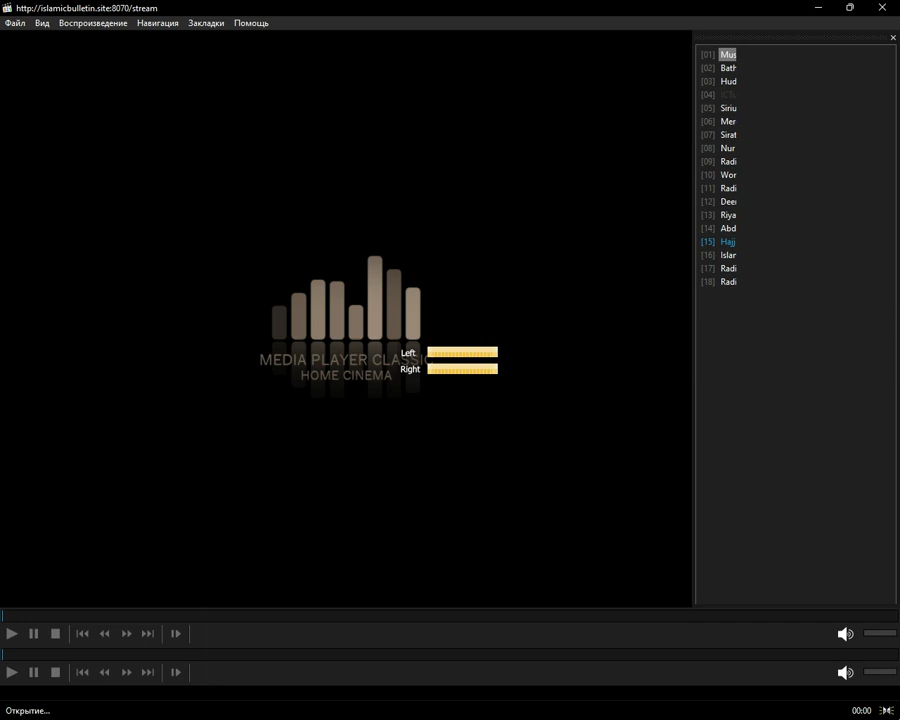 http://islamicbulletin.site:8070/stream
Файл Вид Воспроизведение Навигация Закладки Помощь
[01] Mus
[02] Bath
[03] Hud
[04]
[05] Siriu
[06] Mer
[07] Sirat
[08] Nur
[09] Radi
[10] Wor
[11] Radi
[12] Deer
[13] Riya
[14] Abd
[15] Hajj
[16] Islar
[17] Radi
[18] Radi
MEDIA PLAYER CLASSIC
HOME CINEMA
Left
Right
Открытие...
00:00